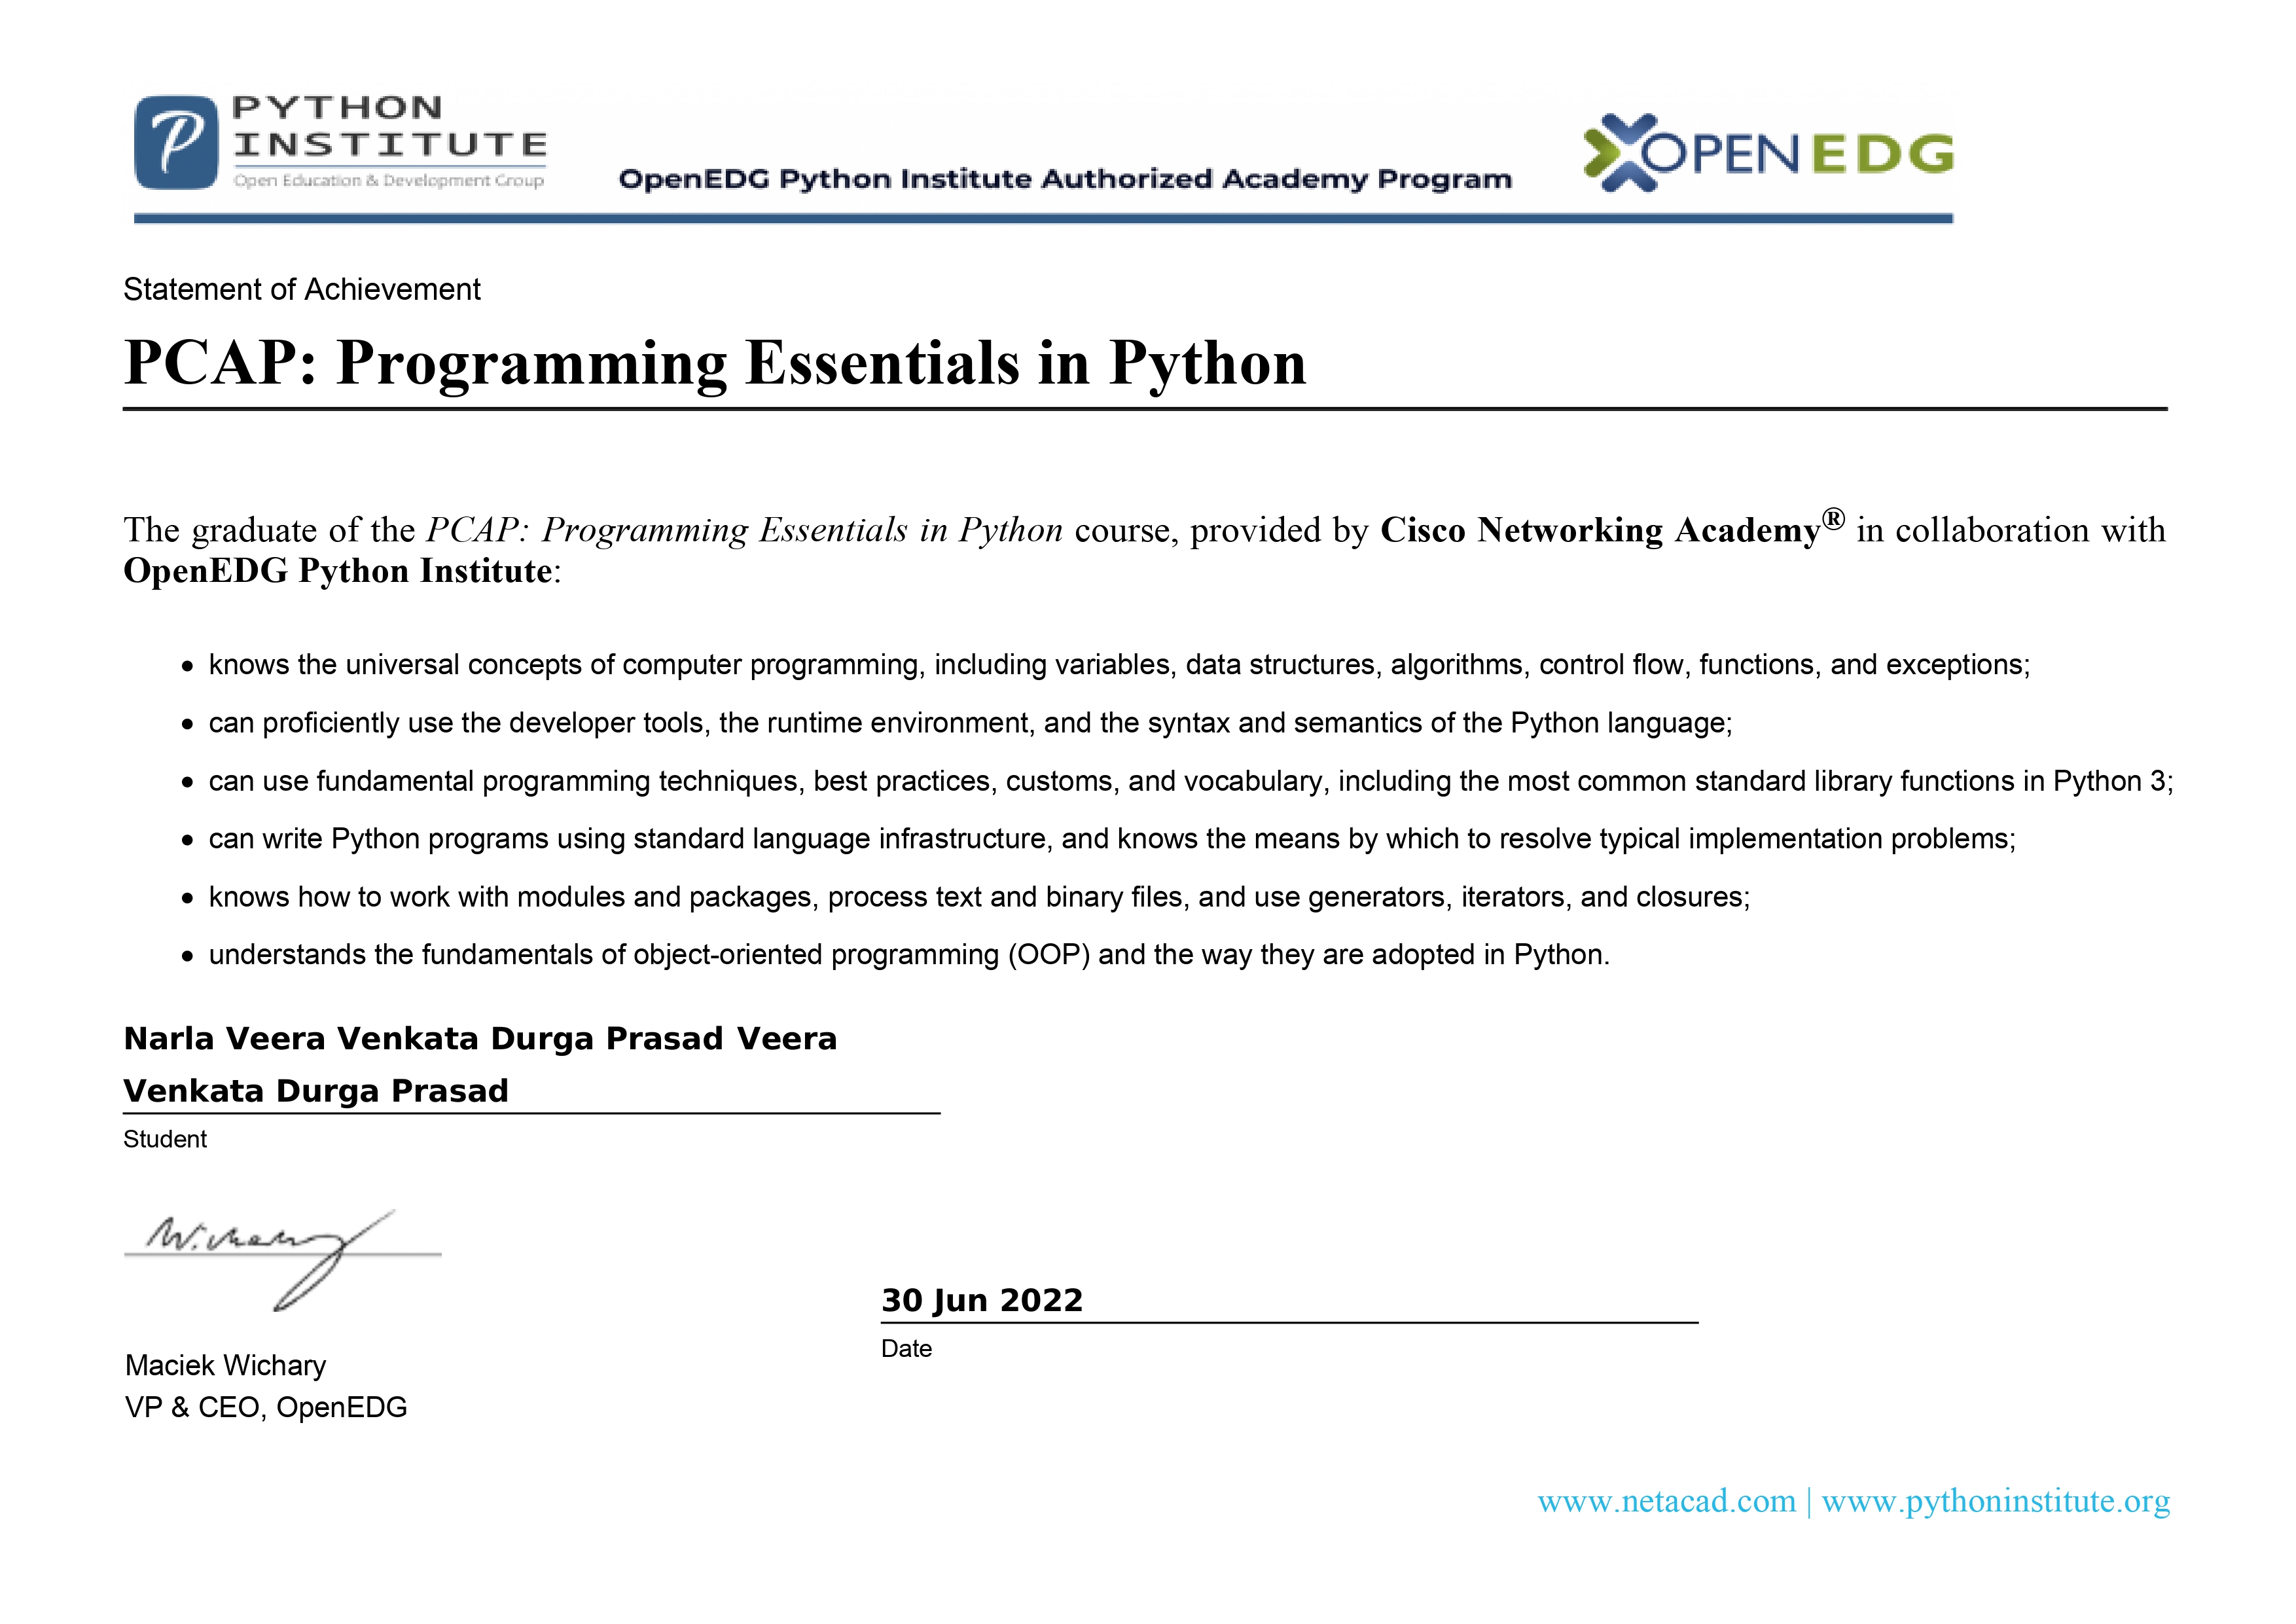 PYTHON
INSTITUTE
Open Education & Development Group
OpenEDG Python Institute Authorized Academy Program
OPENEDG
Statement of Achievement
PCAP: Programming Essentials in Python
The graduate of the PCAP: Programming Essentials in Python course, provided by Cisco Networking Academy® in collaboration with
OpenEDG Python Institute:
• knows the universal concepts of computer programming, including variables, data structures, algorithms, control flow, functions, and exceptions;
• can proficiently use the developer tools, the runtime environment, and the syntax and semantics of the Python language;
• can use fundamental programming techniques, best practices, customs, and vocabulary, including the most common standard library functions in Python 3;
• can write Python programs using standard language infrastructure, and knows the means by which to resolve typical implementation problems;
• knows how to work with modules and packages, process text and binary files, and use generators, iterators, and closures;
• understands the fundamentals of object-oriented programming (OOP) and the way they are adopted in Python.
Narla Veera Venkata Durga Prasad Veera
Venkata Durga Prasad
Student
W.chary
30 Jun 2022
Date
Maciek Wichary
VP & CEO, OpenEDG
www.netacad.com | www.pythoninstitute.org